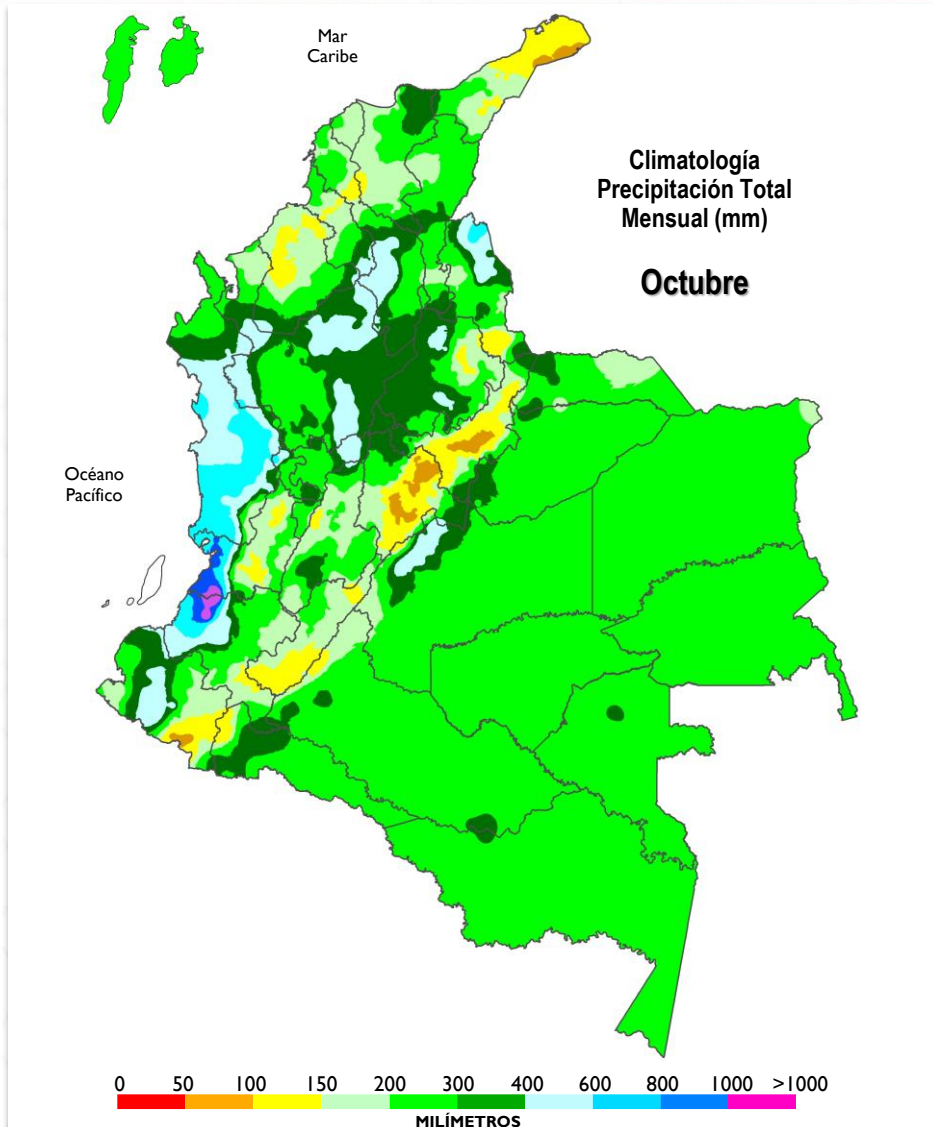 Mar
Caribe
Climatología
Precipitación Total
Mensual (mm)
Octubre
Océano
Pacífico
0 50 100 150 200 300 400 600 800 1000 >1000
MILÍMETROS